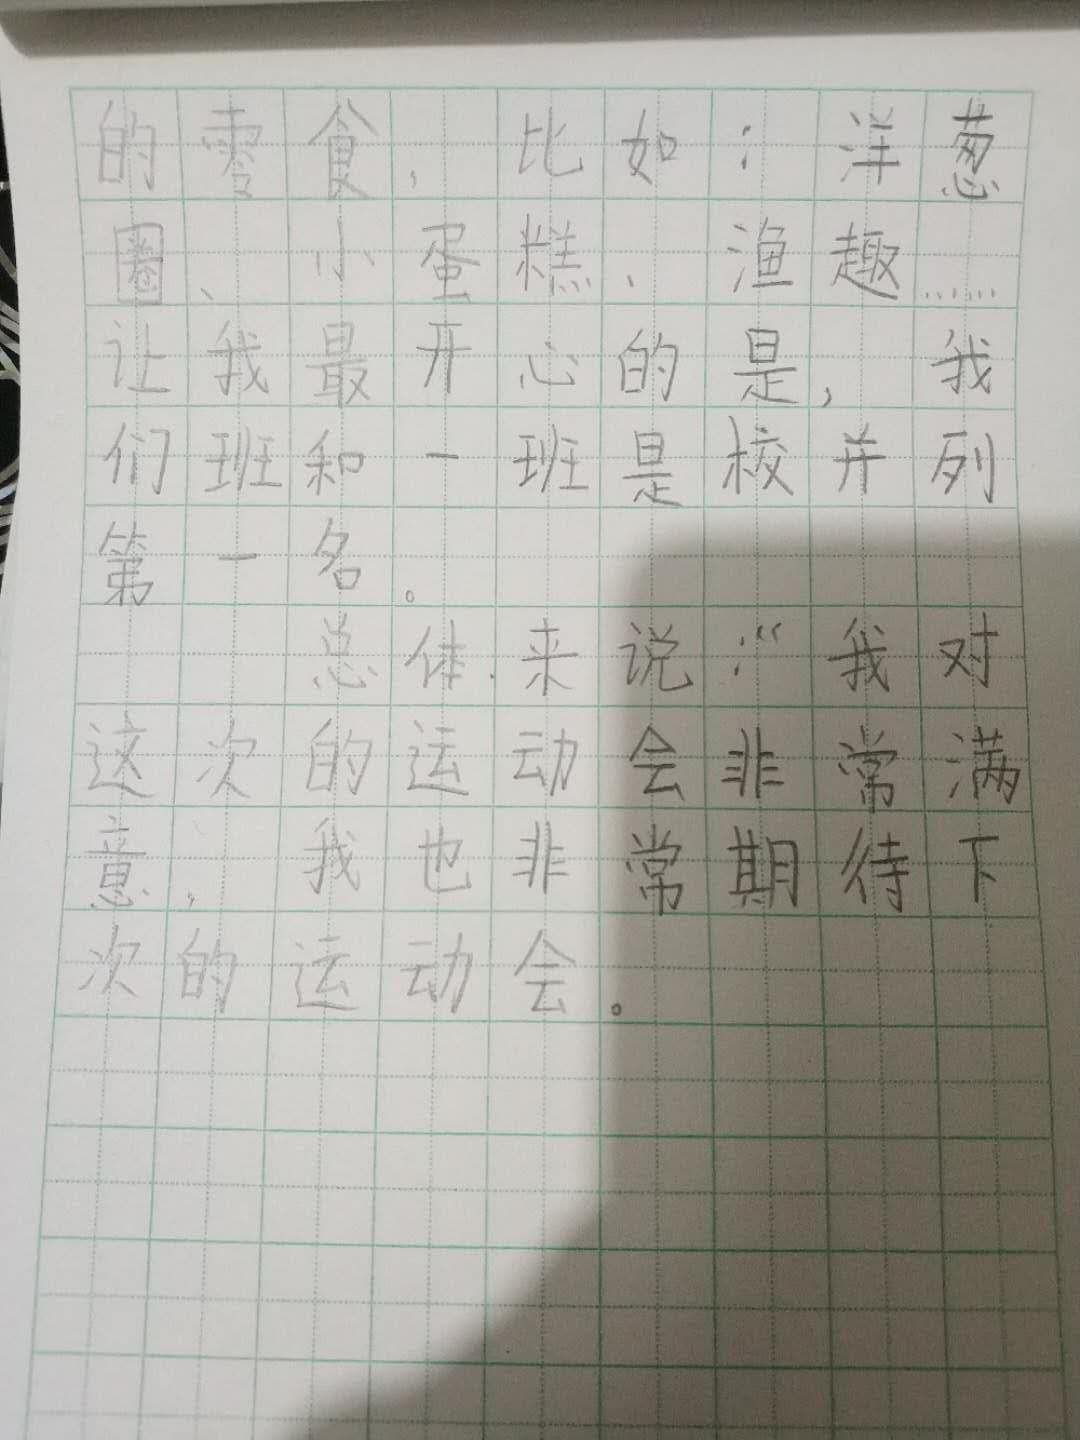 的零食，比如：洋葱
圈、小蛋糕、渔趣……
让我最开心的是，我
们班和一班是校并列
第一名。
总体来说：“我对
这次的运动会非常满
意，我也非常期待下
次的运动会。